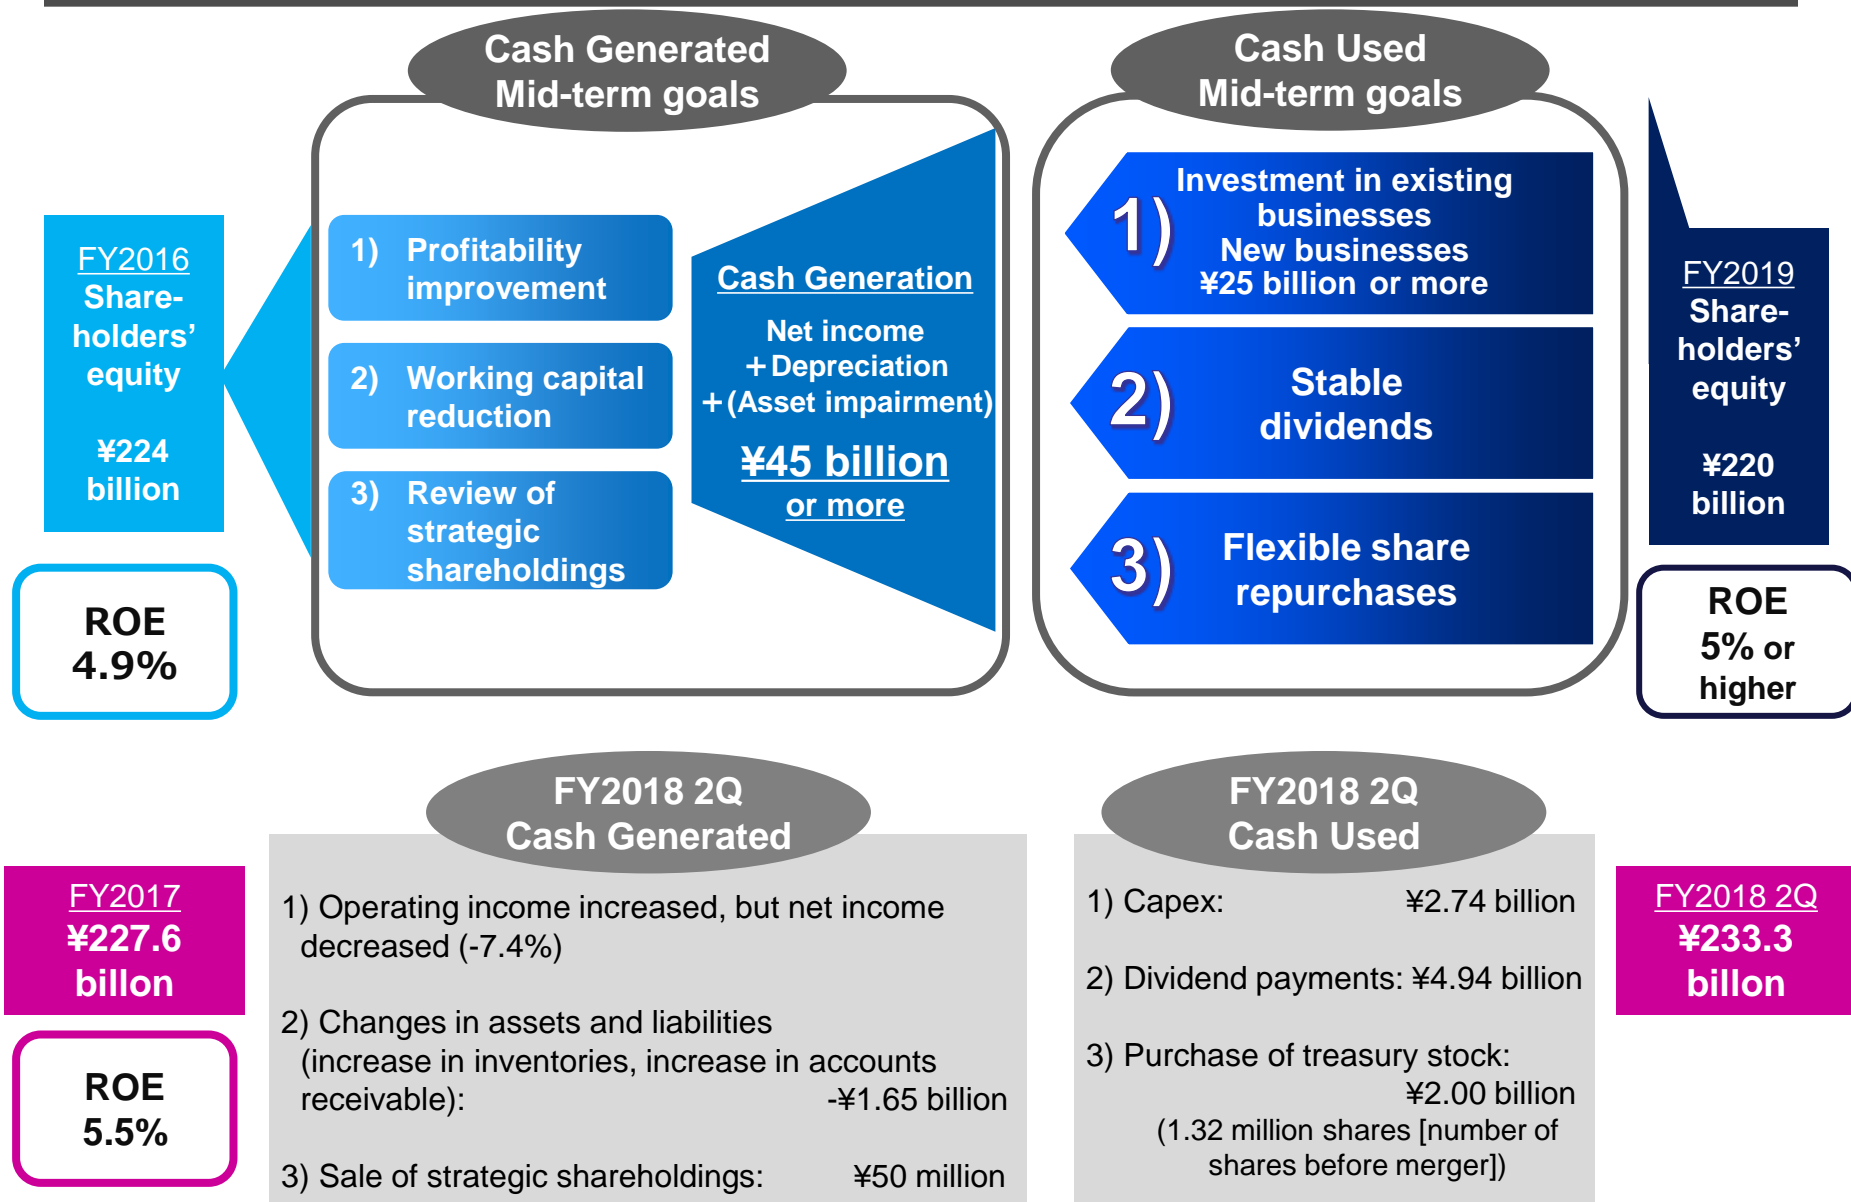 Cash Generated
Mid-term goals
Cash Used
Mid-term goals
FY2016
Share-
holders’
equity
¥224
billion
ROE
4.9%
1) Profitability
improvement
2) Working capital
reduction
3) Review of
strategic
shareholdings
Cash Generation
Net income
＋Depreciation
＋(Asset impairment)
¥45 billion
or more
1)
Investment in existing
businesses
New businesses
¥25 billion or more
2)
Stable
dividends
3)
Flexible share
repurchases
FY2019
Share-
holders’
equity
¥220
billion
ROE
5% or
higher
FY2018 2Q
Cash Generated
FY2018 2Q
Cash Used
FY2017
¥227.6
billon
ROE
5.5%
1) Operating income increased, but net income
decreased (-7.4%)
2) Changes in assets and liabilities
(increase in inventories, increase in accounts
receivable): -¥1.65 billion
3) Sale of strategic shareholdings: ¥50 million
1) Capex: ¥2.74 billion
2) Dividend payments: ¥4.94 billion
3) Purchase of treasury stock:
¥2.00 billion
(1.32 million shares [number of
shares before merger])
FY2018 2Q
¥233.3
billon